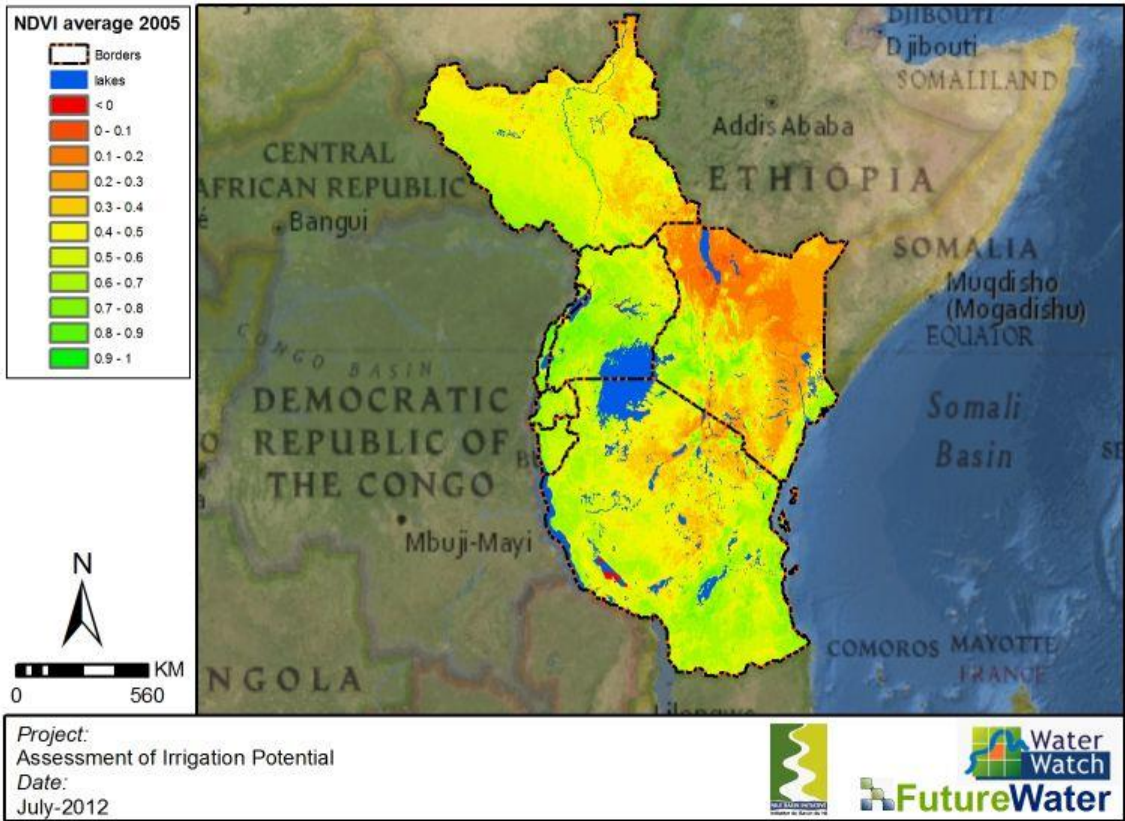 NDVI average 2005
Borders
lakes
< 0
0 - 0.1
0.1 - 0.2
0.2 - 0.3
0.3 - 0.4
0.4 - 0.5
0.5 - 0.6
0.6 - 0.7
0.7 - 0.8
0.8 - 0.9
0.9 - 1
N
KM
0 560
DJIBOUTI
Djibouti
SOMALILAND
Addis Ababa
ETHIOPIA
CENTRAL
AFRICAN REPUBLIC
Bangui
SOMALIA
Muqdisho
(Mogadishu)
EQUATOR
CONGO BASIN
DEMOCRATIC
REPUBLIC OF
THE CONGO
Somali
Basin
Mbuji-Mayi
COMOROS MAYOTTE
FRANCE
NGOLA
Lilongwe
Project:
Assessment of Irrigation Potential
Date:
July-2012
NILE BASIN INITIATIVE
Water
Watch
FutureWater